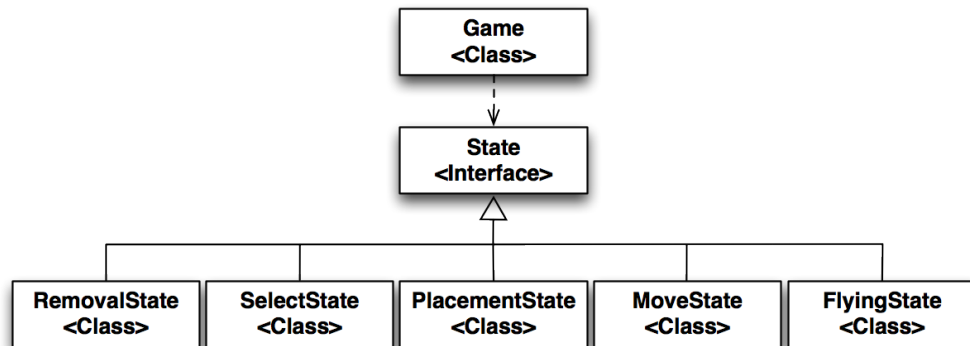 Game
<Class>
State
<Interface>
RemovalState
<Class>
SelectState
<Class>
PlacementState
<Class>
MoveState
<Class>
FlyingState
<Class>